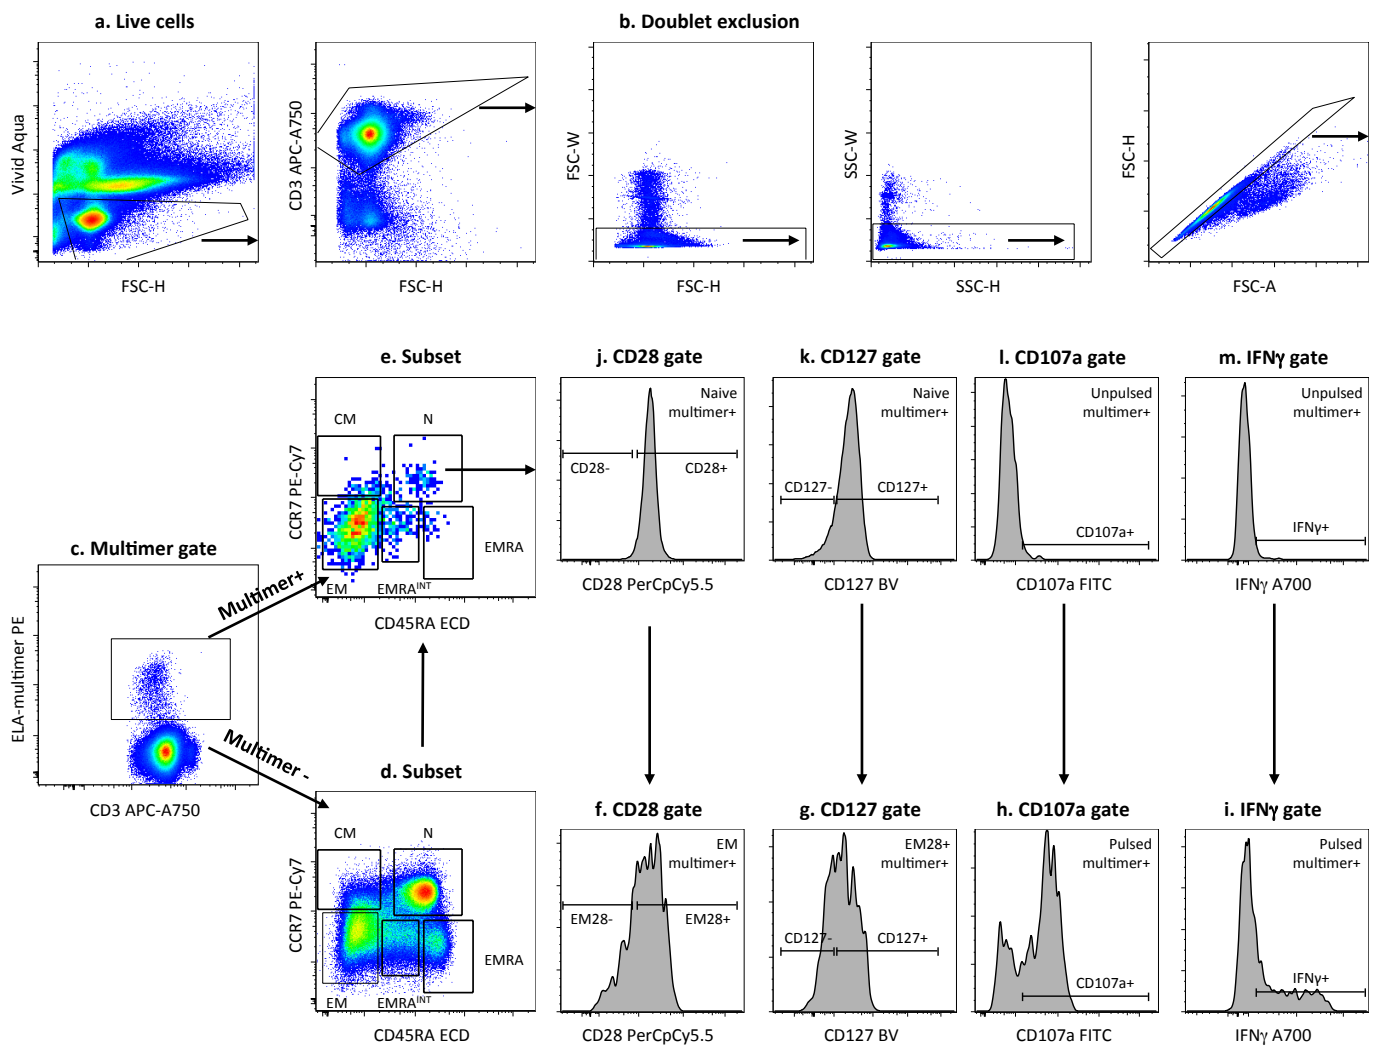 a. Live cells
b. Doublet exclusion
Vivid Aqua
FSC-H
CD3 APC-A750
FSC-H
FSC-W
FSC-H
SSC-W
SSC-H
FSC-H
FSC-A
c. Multimer gate
ELA-multimer PE
CD3 APC-A750
Multimer+
Multimer -
e. Subset
CM
N
EM
EMRAINT
EMRA
CCR7 PE-Cy7
CD45RA ECD
j. CD28 gate
Naive
multimer+
CD28-
CD28+
CD28 PerCpCy5.5
k. CD127 gate
Naive
multimer+
CD127-
CD127+
CD127 BV
l. CD107a gate
Unpulsed
multimer+
CD107a+
CD107a FITC
m. IFNγ gate
Unpulsed
multimer+
IFNγ+
IFNγ A700
d. Subset
CM
N
EM
EMRAINT
EMRA
CCR7 PE-Cy7
CD45RA ECD
f. CD28 gate
EM
multimer+
EM28-
EM28+
CD28 PerCpCy5.5
g. CD127 gate
EM28+
multimer+
CD127-
CD127+
CD127 BV
h. CD107a gate
Pulsed
multimer+
CD107a+
CD107a FITC
i. IFNγ gate
Pulsed
multimer+
IFNγ+
IFNγ A700